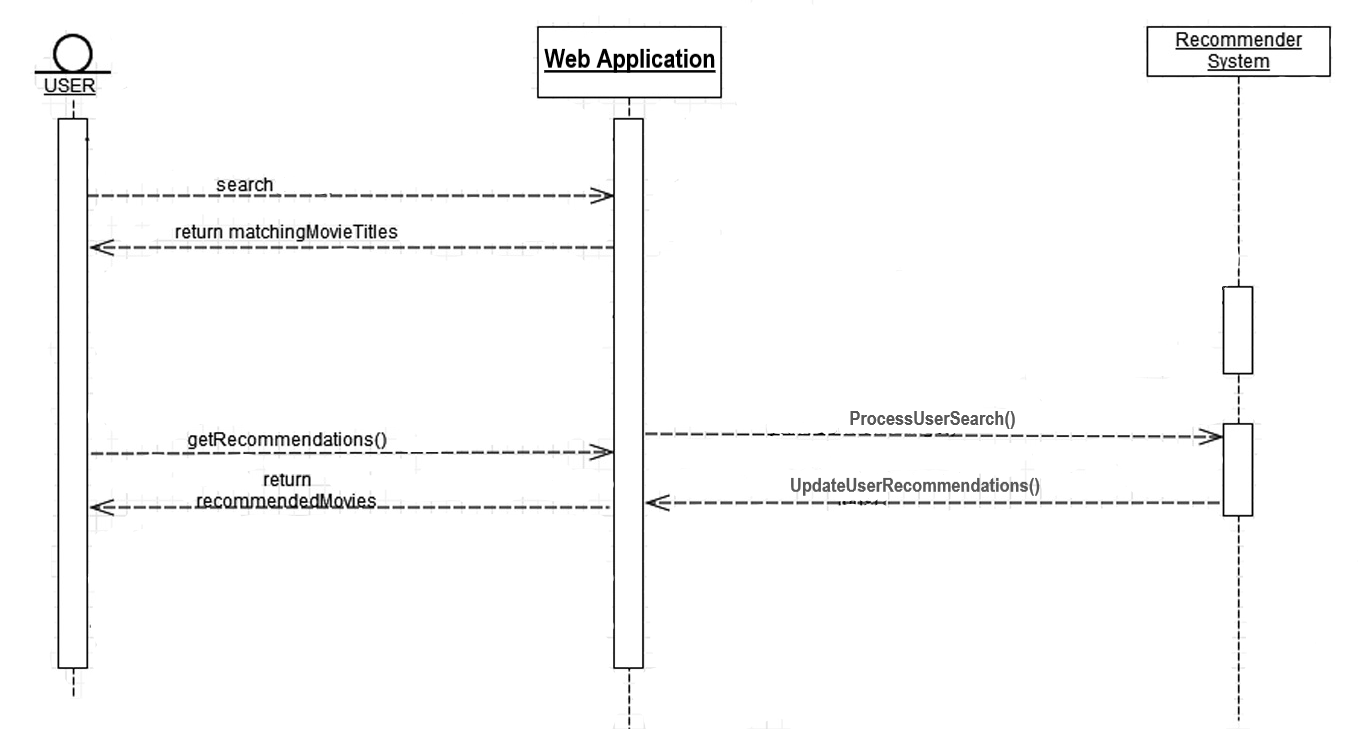 USER
Web Application
Recommender
System
search
return matchingMovieTitles
ProcessUserSearch()
getRecommendations()
return
recommendedMovies
UpdateUserRecommendations()